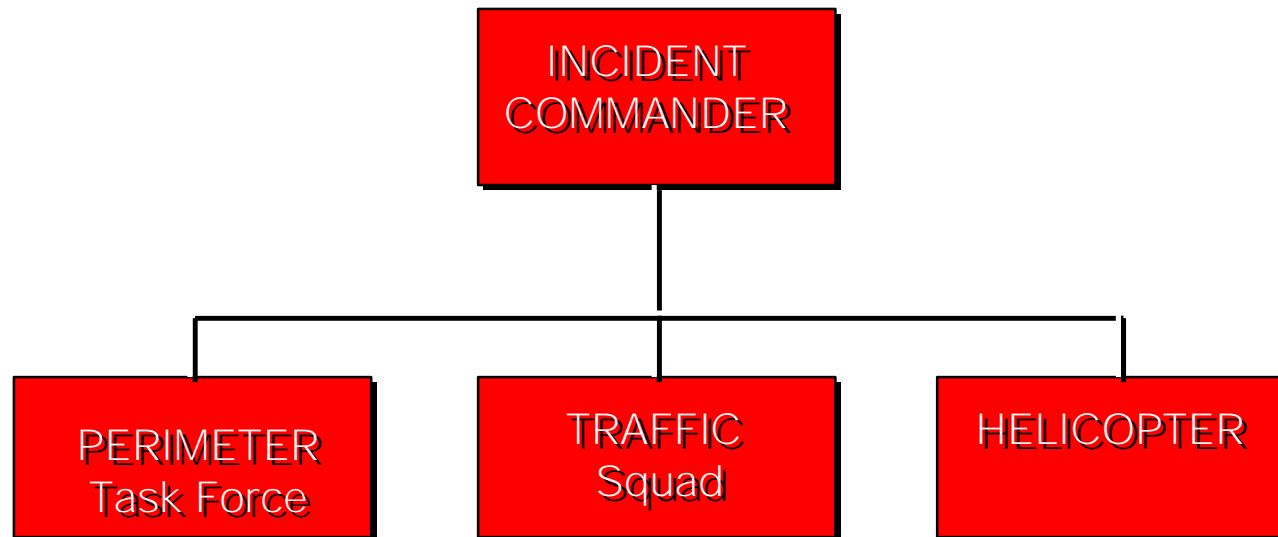 INCIDENT
COMMANDER
PERIMETER
Task Force
TRAFFIC
Squad
HELICOPTER